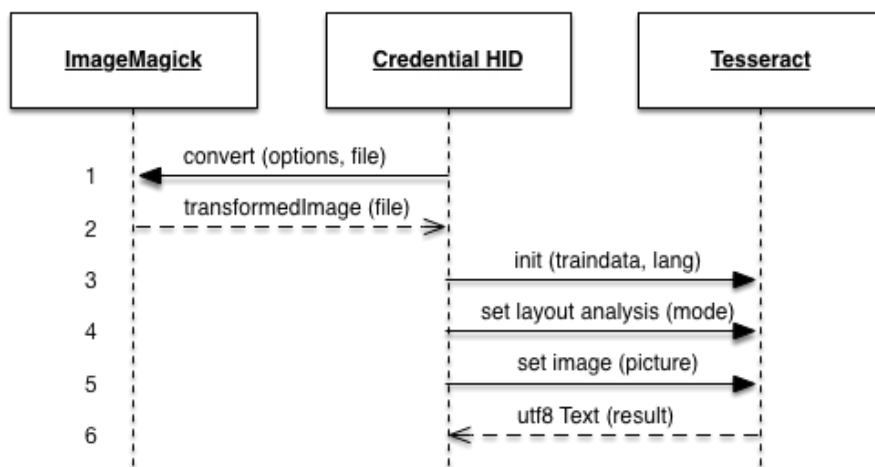 ImageMagick
Credential HID
Tesseract
1
convert (options, file)
2
transformedImage (file)
3
init (traindata, lang)
4
set layout analysis (mode)
5
set image (picture)
6
utf8 Text (result)